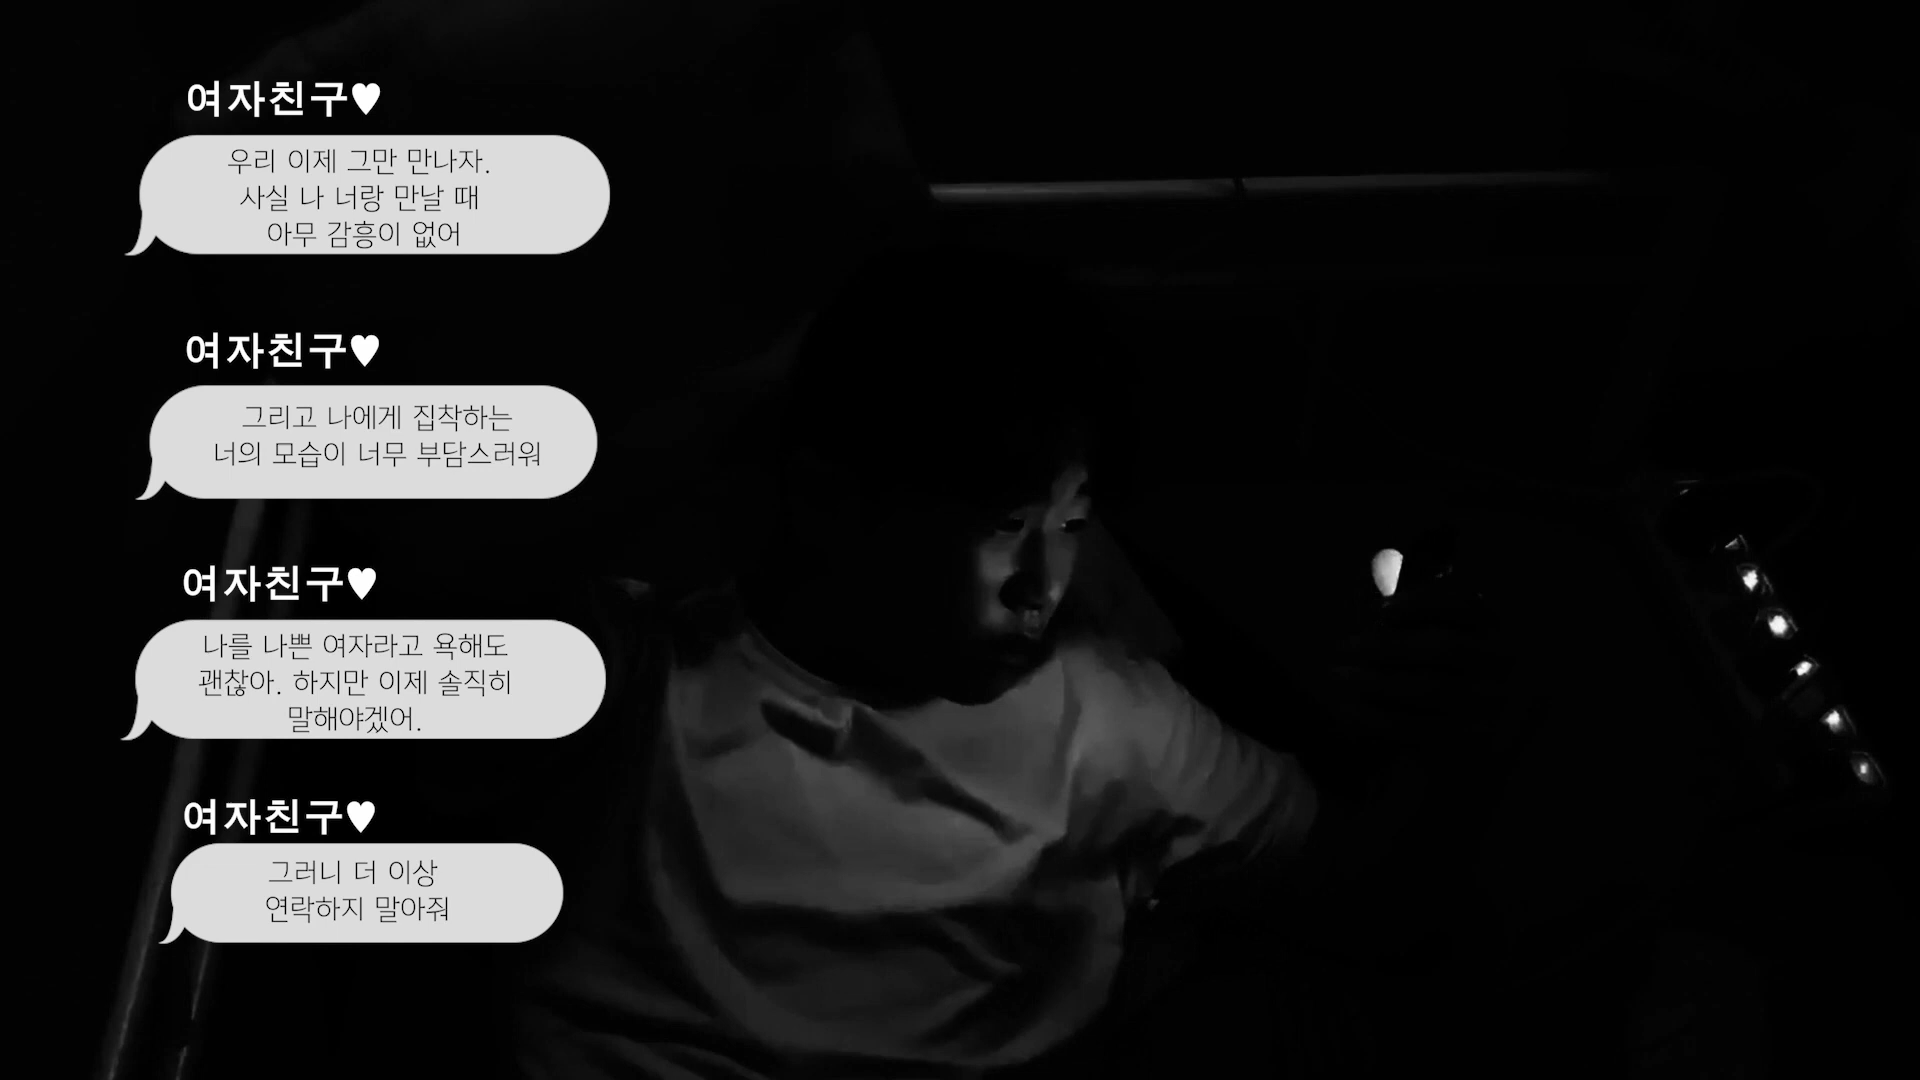 여자친구♥
우리 이제 그만 만나자.
사실 나 너랑 만날 때
아무 감흥이 없어
여자친구♥
그리고 나에게 집착하는
너의 모습이 너무 부담스러워
여자친구♥
나를 나쁜 여자라고 욕해도
괜찮아. 하지만 이제 솔직히
말해야겠어.
여자친구♥
그러니 더 이상
연락하지 말아줘